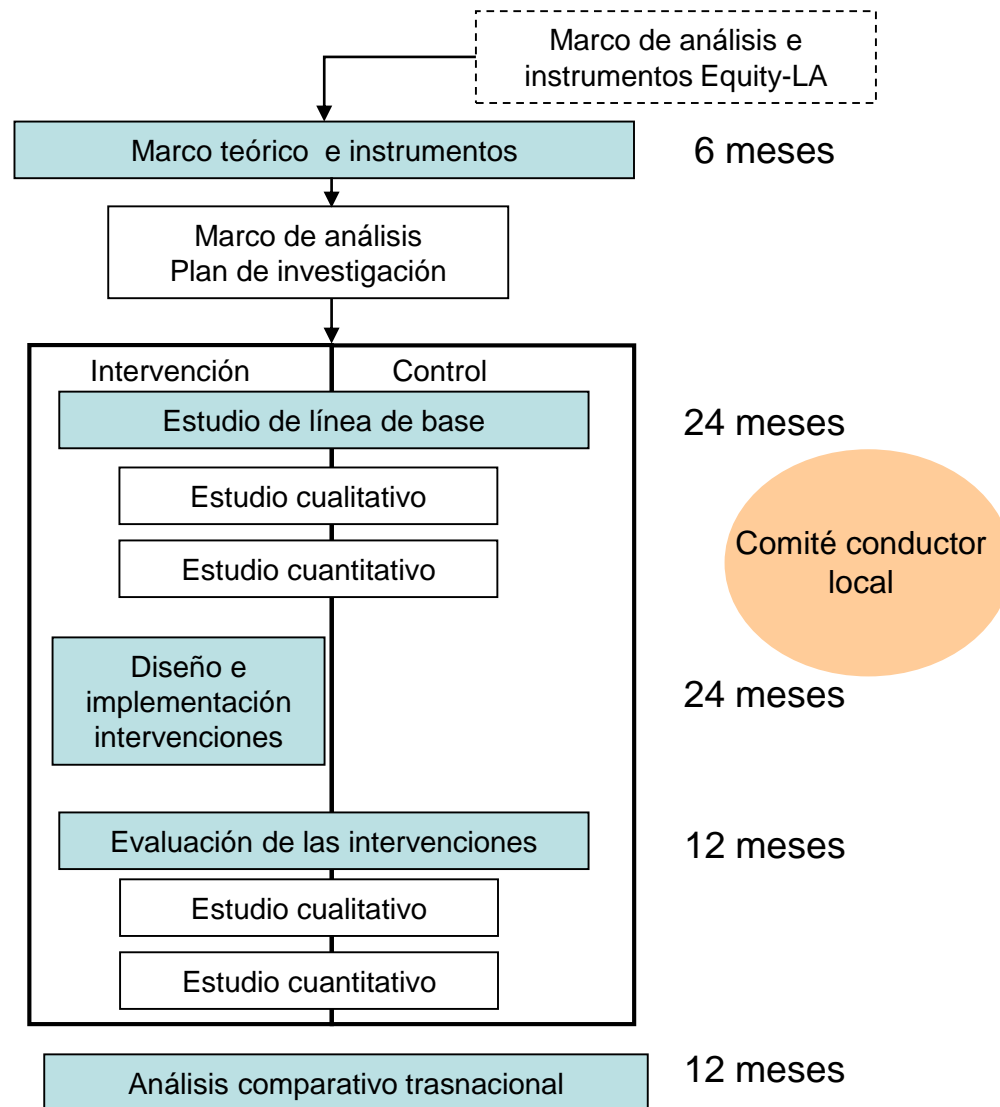 Marco de análisis e
instrumentos Equity-LA
Marco teórico e instrumentos
6 meses
Marco de análisis
Plan de investigación
Intervención
Control
Estudio de línea de base
24 meses
Estudio cualitativo
Estudio cuantitativo
Comité conductor
local
Diseño e
implementación
intervenciones
24 meses
Evaluación de las intervenciones
12 meses
Estudio cualitativo
Estudio cuantitativo
Análisis comparativo trasnacional
12 meses